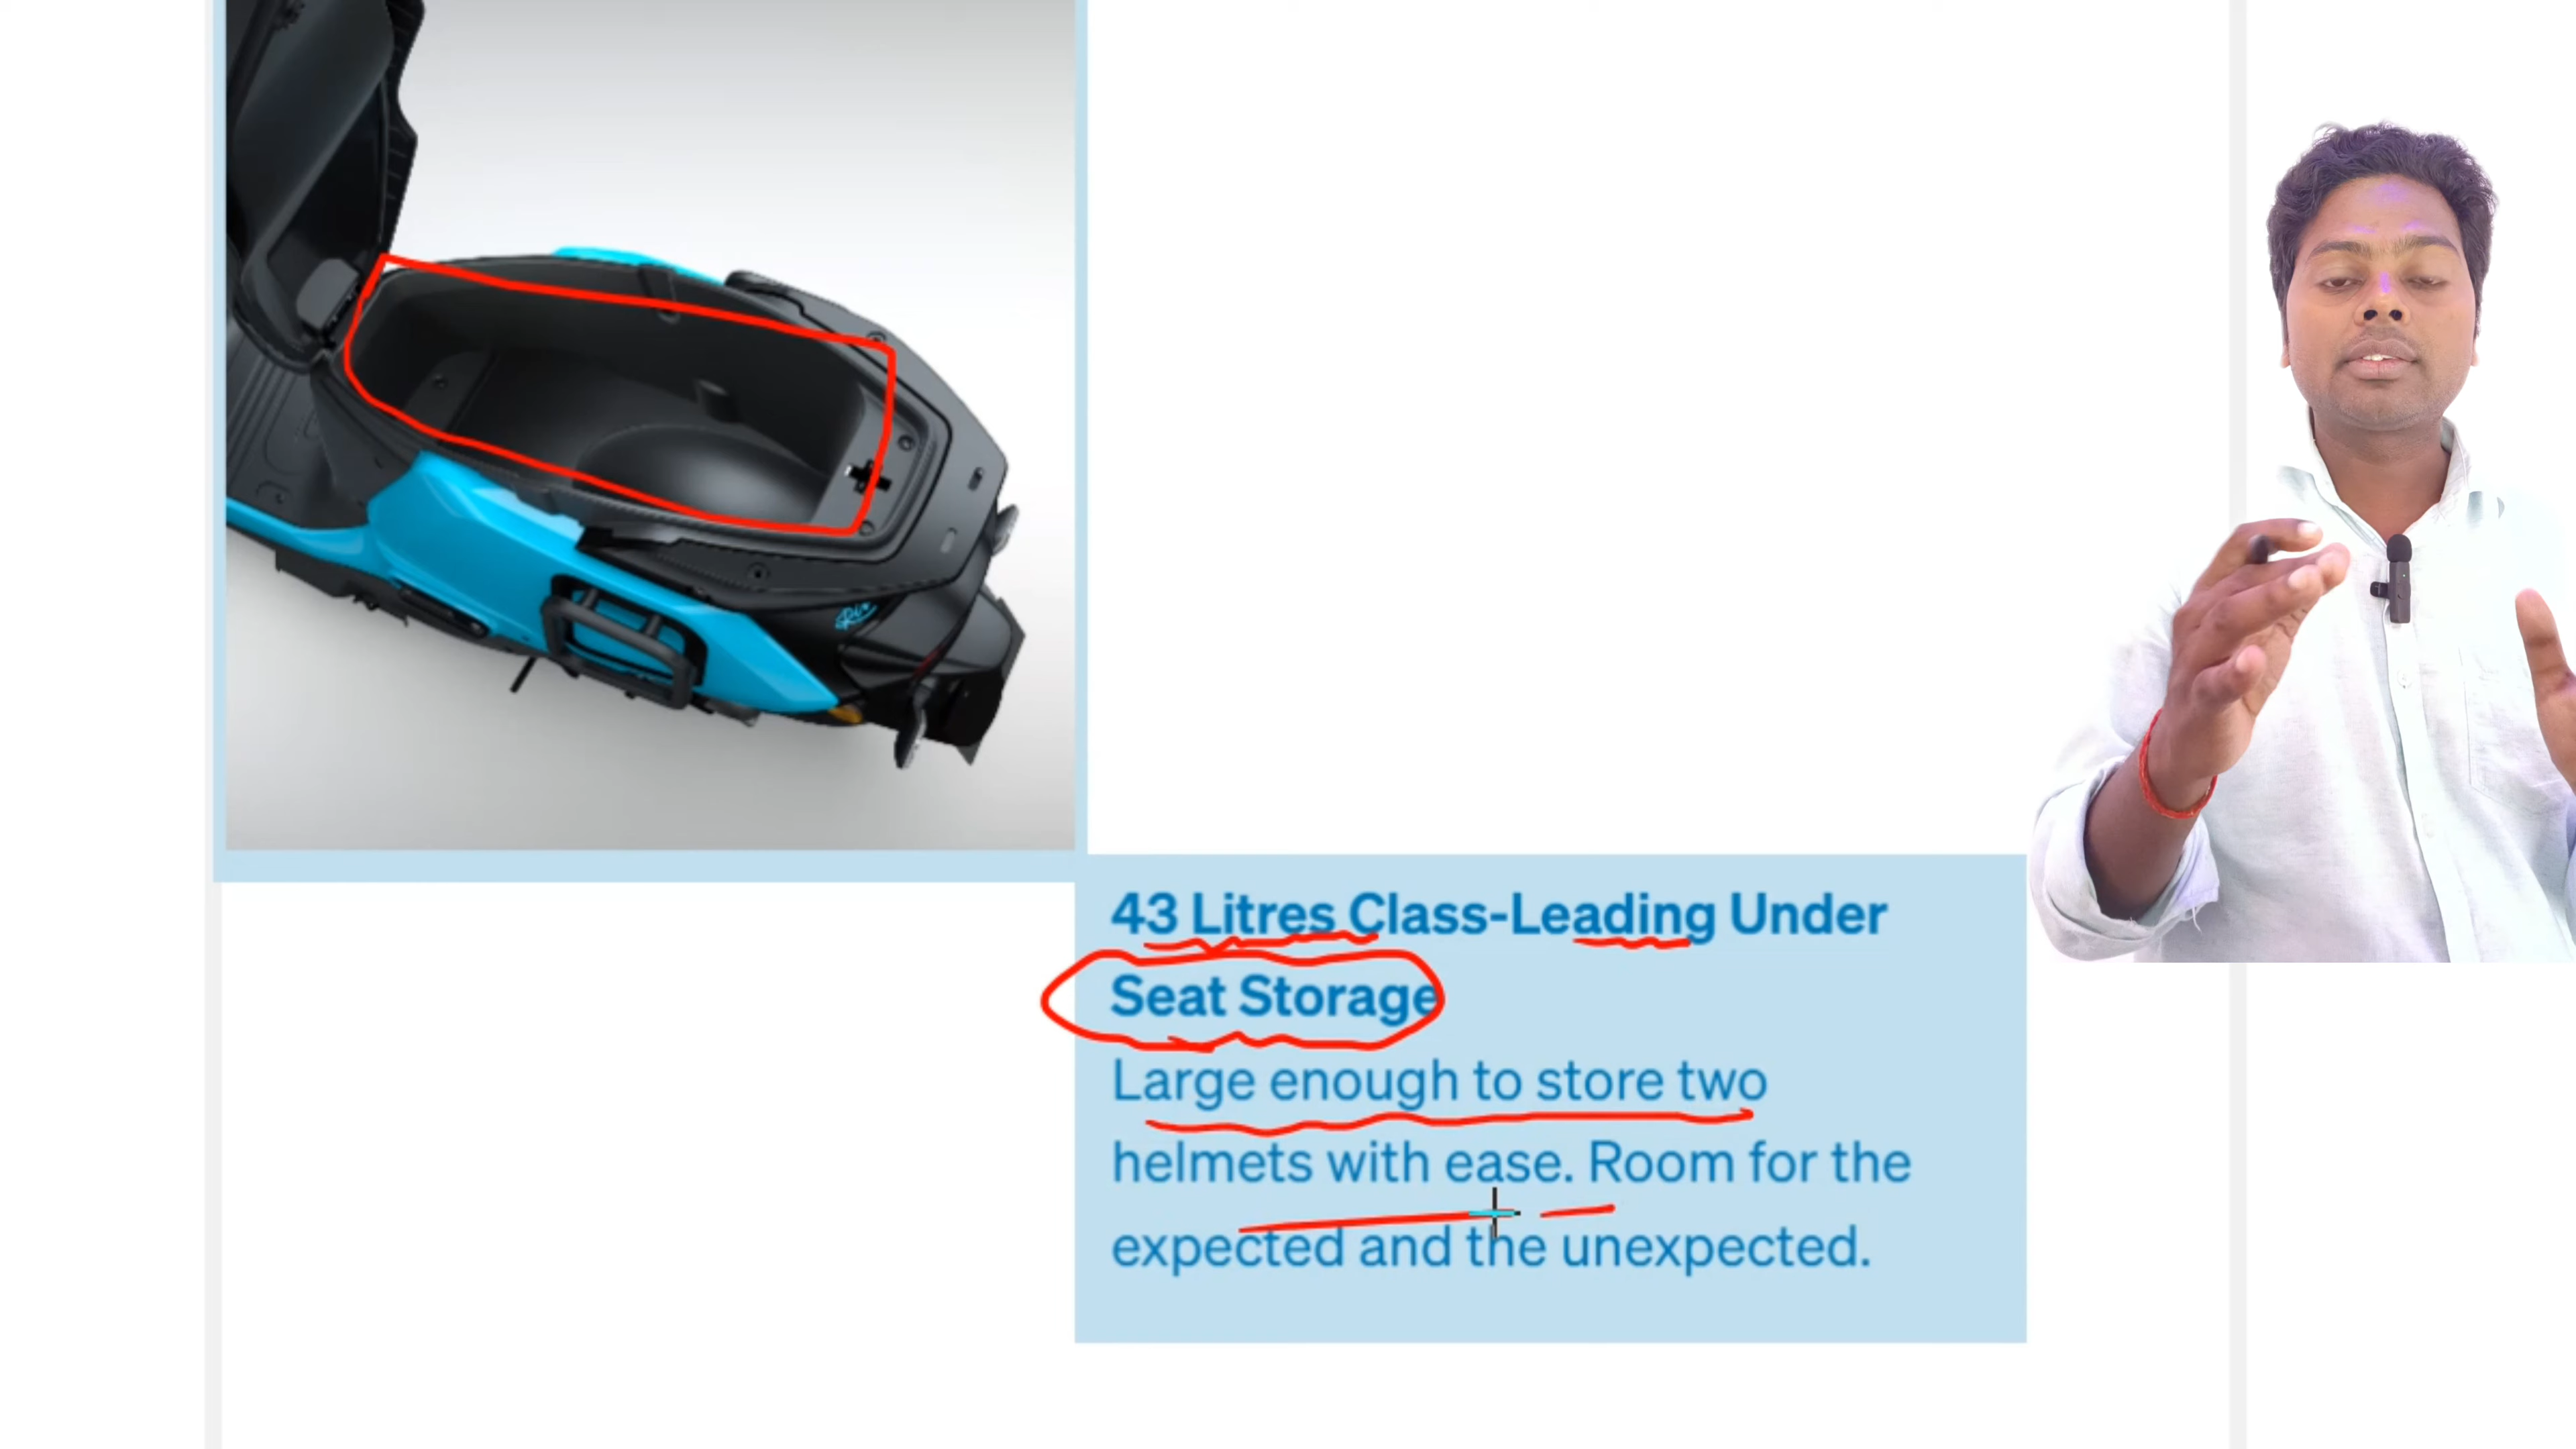 43 Litres Class-Leading Under
Seat Storage
Large enough to store two
helmets with ease. Room for the
expected and the unexpected.